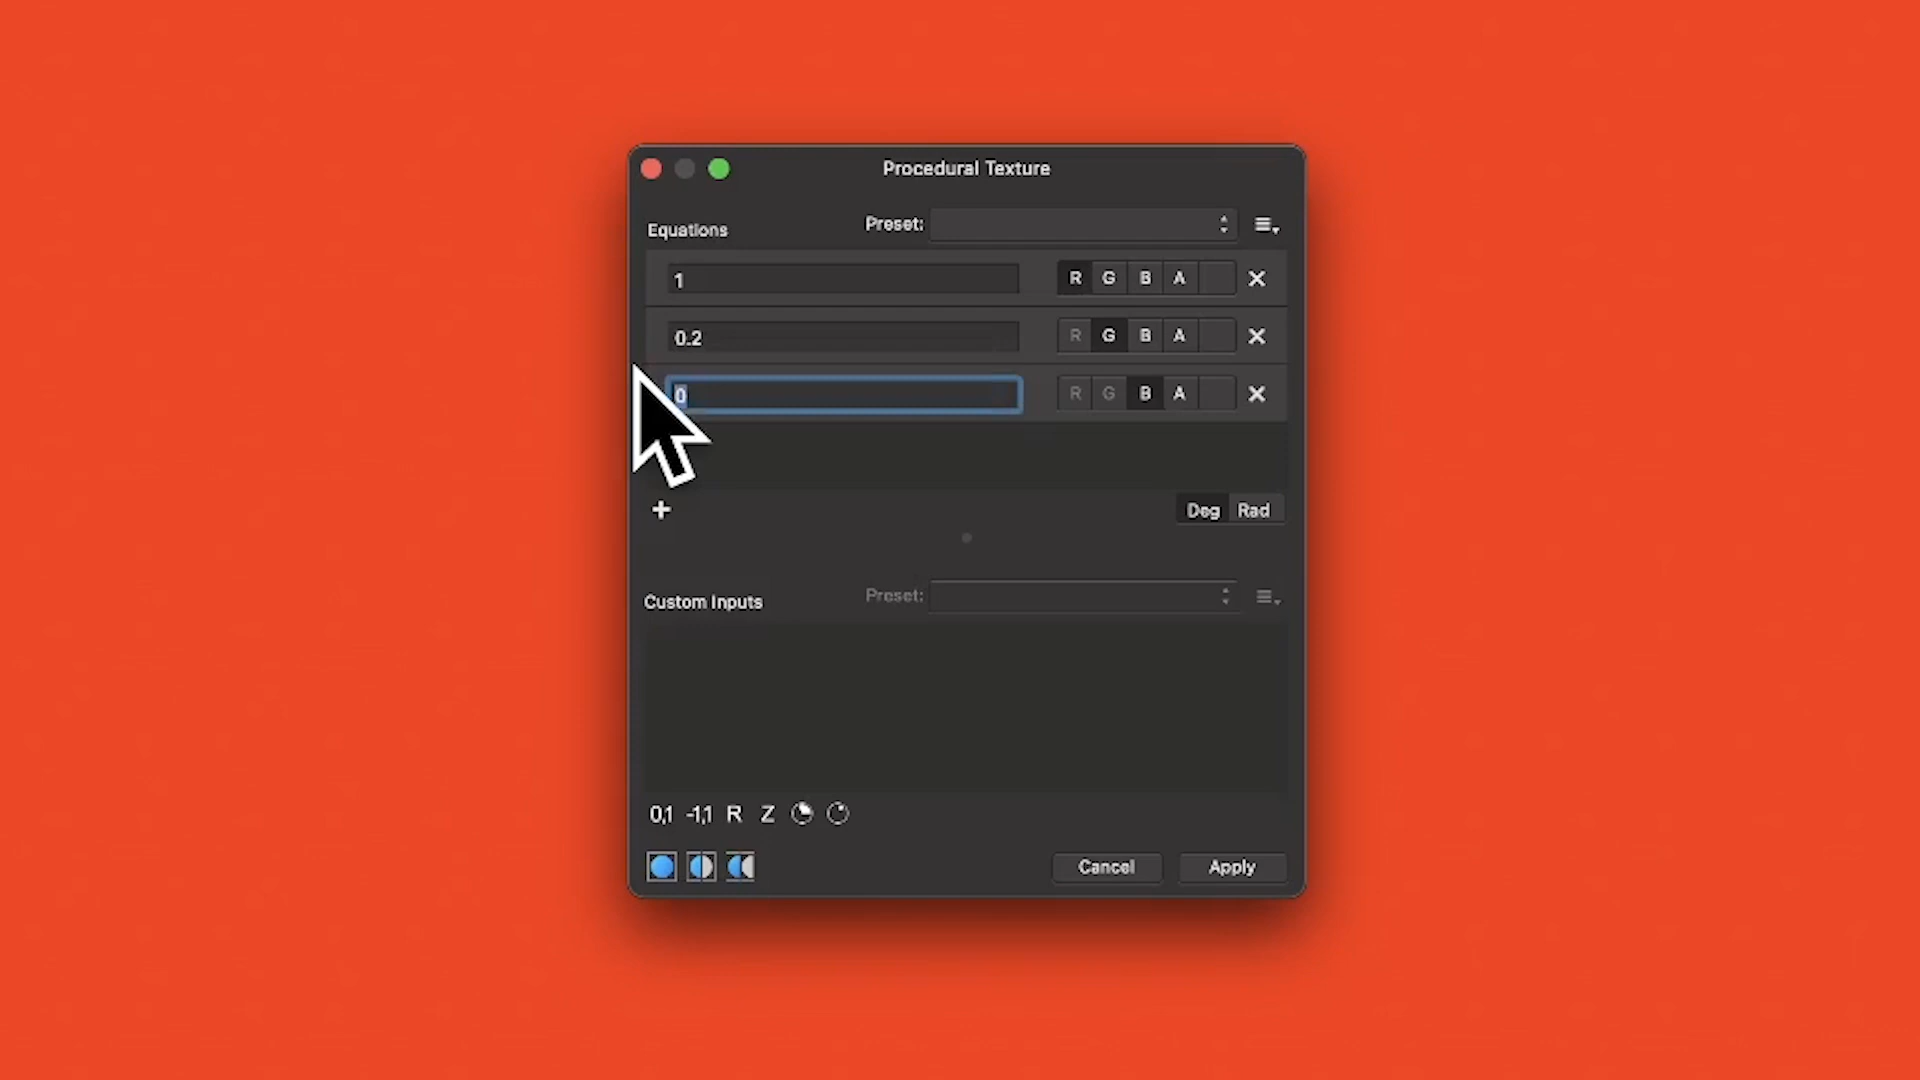 Procedural Texture
Equations
Preset:
1
R G B A
0.2
R G B A
0
R G B A
Deg Rad
Custom Inputs
Preset:
0,1 -1,1 R Z
Cancel
Apply